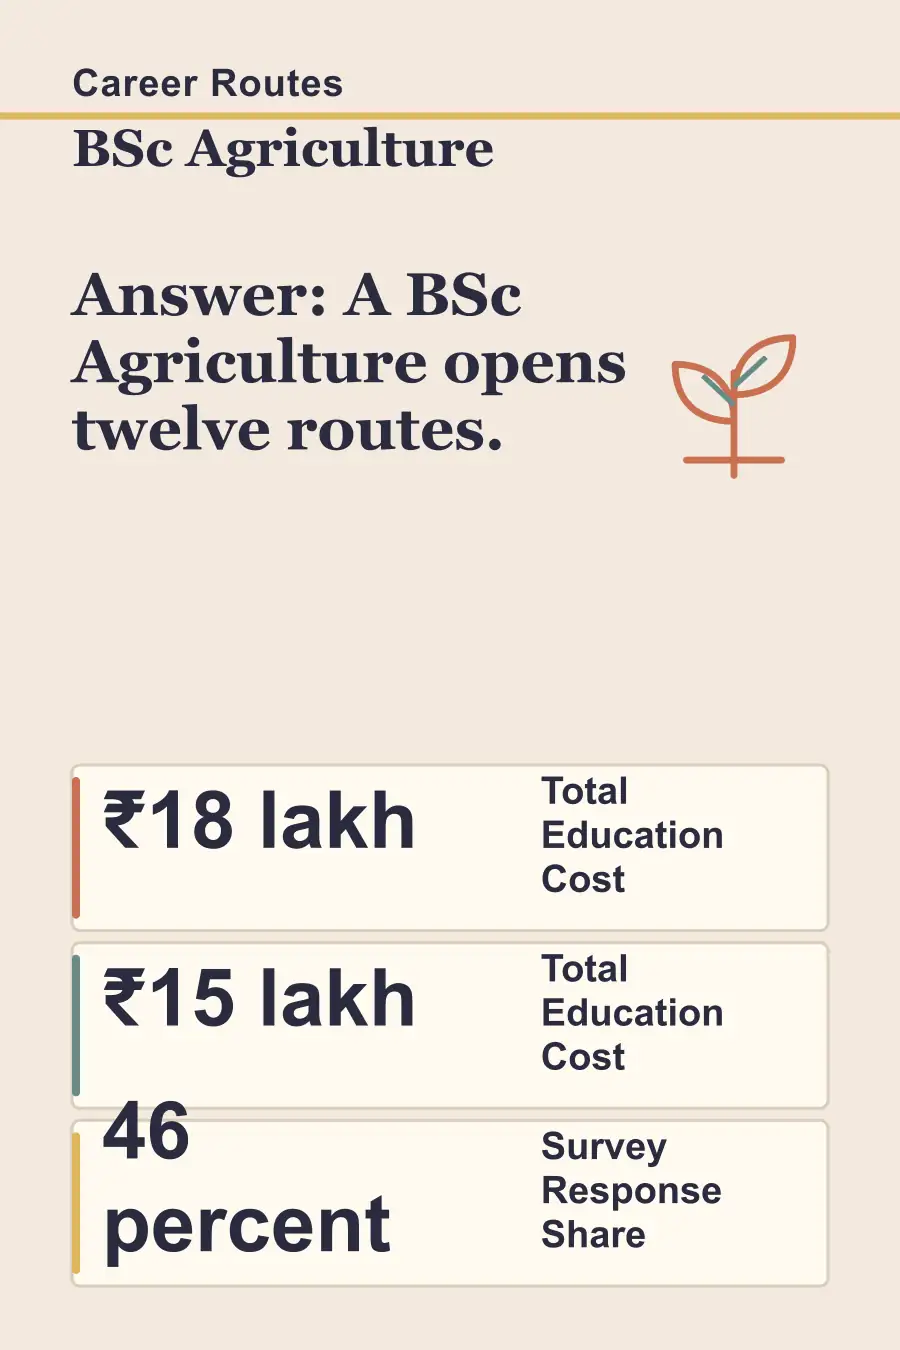 Career Routes
BSc Agriculture
Answer: A BSc
Agriculture opens
twelve routes.
₹18 lakh
Total
Education
Cost
₹15 lakh
Total
Education
Cost
46
percent
Survey
Response
Share